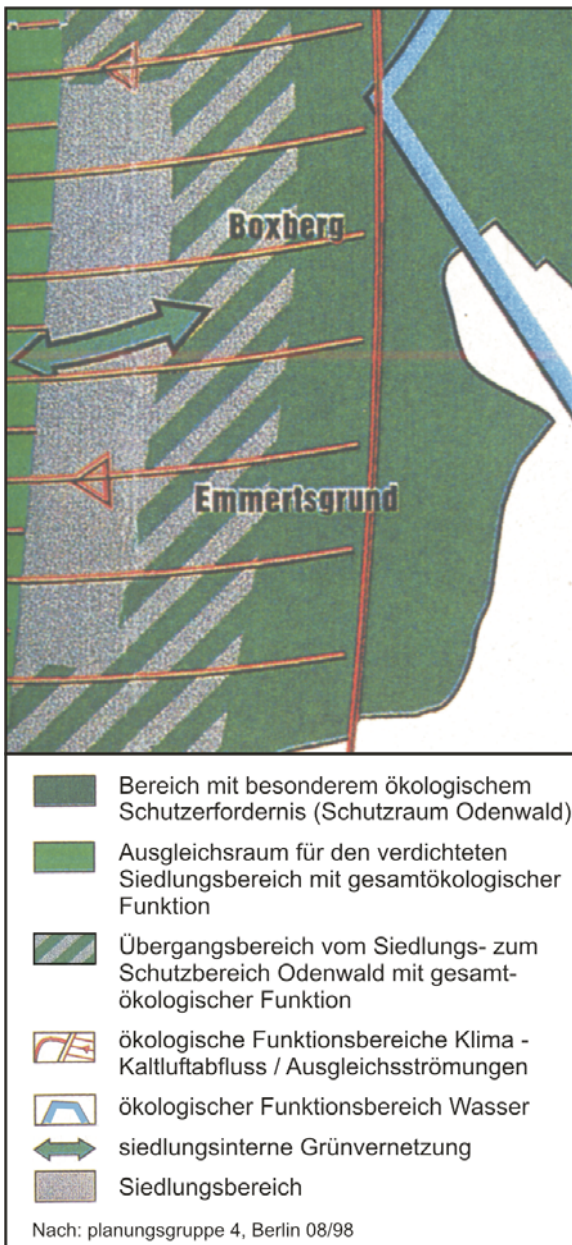 Boxberg
Emmertsgrund
Bereich mit besonderem ökologischem
Schutzerfordernis (Schutzraum Odenwald)
Ausgleichsraum für den verdichteten
Siedlungsbereich mit gesamtökologischer
Funktion
Übergangsbereich vom Siedlungs- zum
Schutzbereich Odenwald mit gesamt-
ökologischer Funktion
ökologische Funktionsbereiche Klima -
Kaltluftabfluss / Ausgleichsströmungen
ökologischer Funktionsbereich Wasser
siedlungsinterne Grünvernetzung
Siedlungsbereich
Nach: planungsgruppe 4, Berlin 08/98